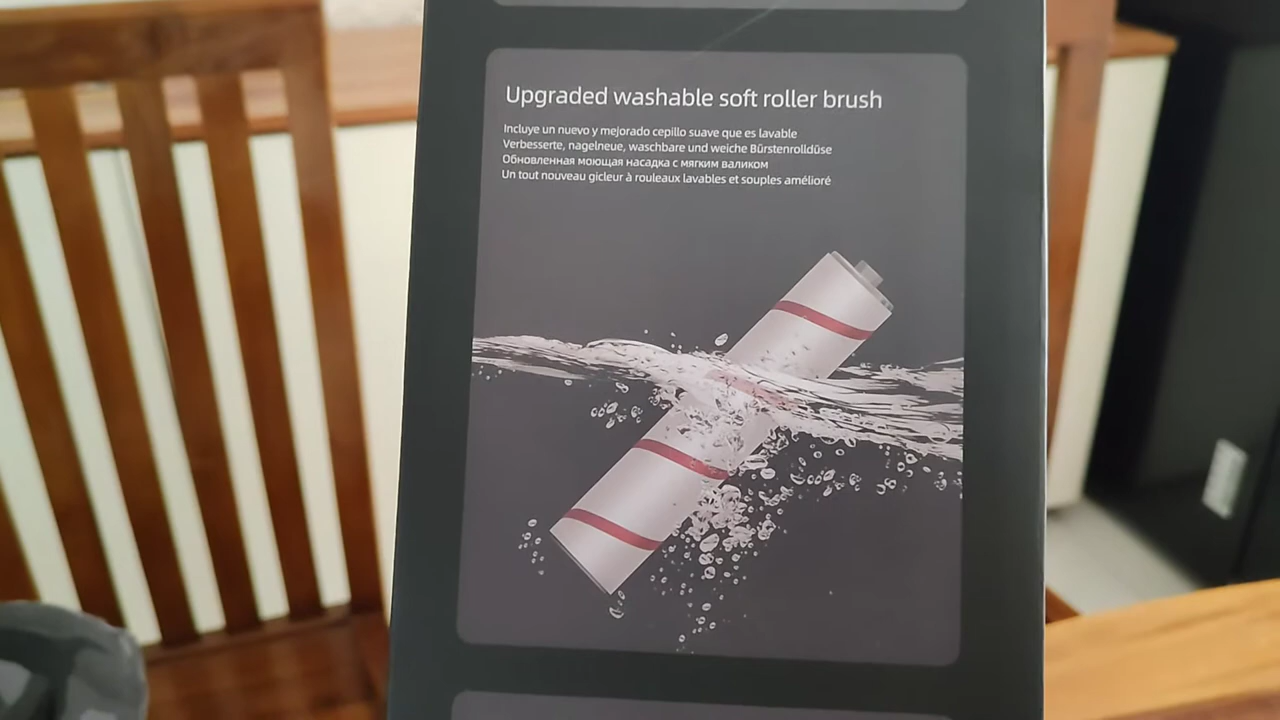 Upgraded washable soft roller brush
Incluye un nuevo y mejorado cepillo suave que es lavable
Verbesserte, nagelneue, waschbare und weiche Bürstenrolldüse
Обновленная моющая насадка с мягким валиком
Un tout nouveau gicleur à rouleaux lavables et souples amélioré